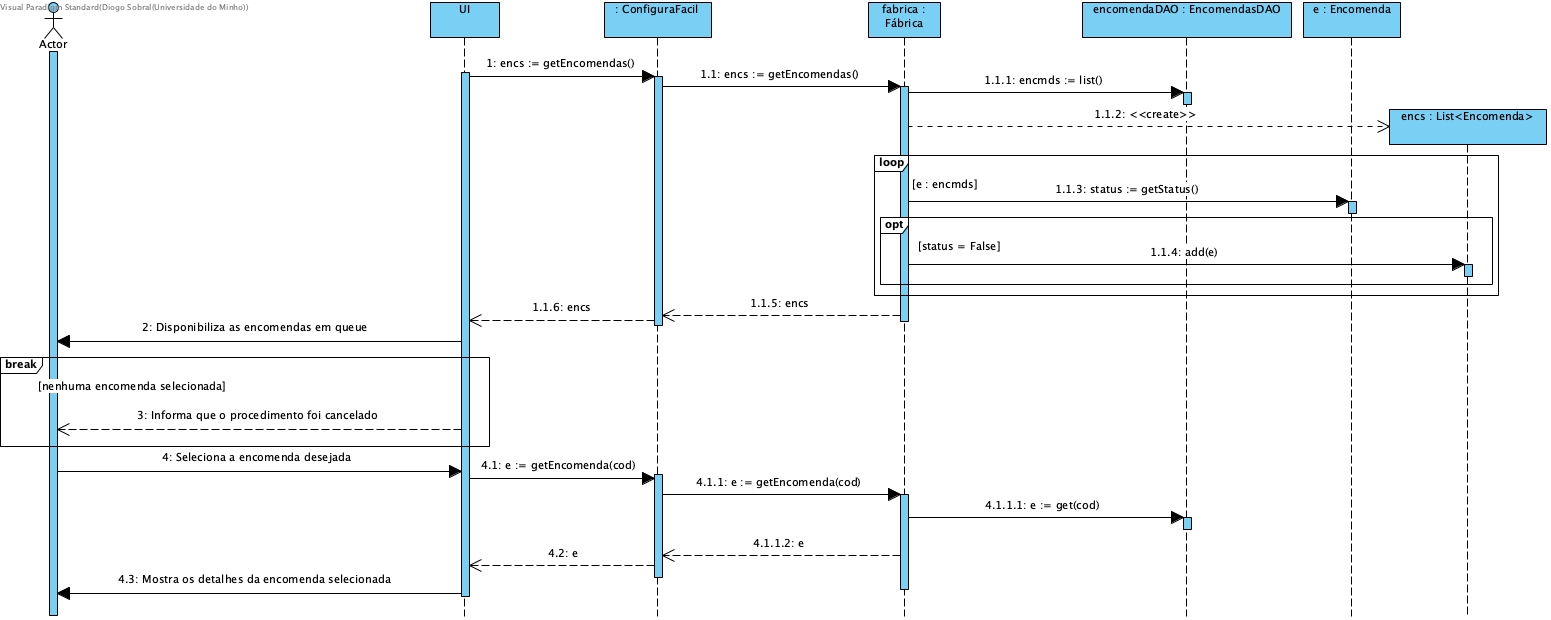 Visual Paradigm Standard(Diogo Sobral(Universidade do Minho))
Actor
UI
: ConfiguraFacil
fabrica :
Fábrica
encomendaDAO : EncomendasDAO
e : Encomenda
1: encs := getEncomendas()
1.1: encs := getEncomendas()
1.1.1: encmds := list()
1.1.2: <<create>>
encs : List<Encomenda>
loop
[e : encmds]
1.1.3: status := getStatus()
opt
[status = False]
1.1.4: add(e)
1.1.5: encs
1.1.6: encs
2: Disponibiliza as encomendas em queue
break
[nenhuma encomenda selecionada]
3: Informa que o procedimento foi cancelado
4: Seleciona a encomenda desejada
4.1: e := getEncomenda(cod)
4.1.1: e := getEncomenda(cod)
4.1.1.1: e := get(cod)
4.1.1.2: e
4.2: e
4.3: Mostra os detalhes da encomenda selecionada